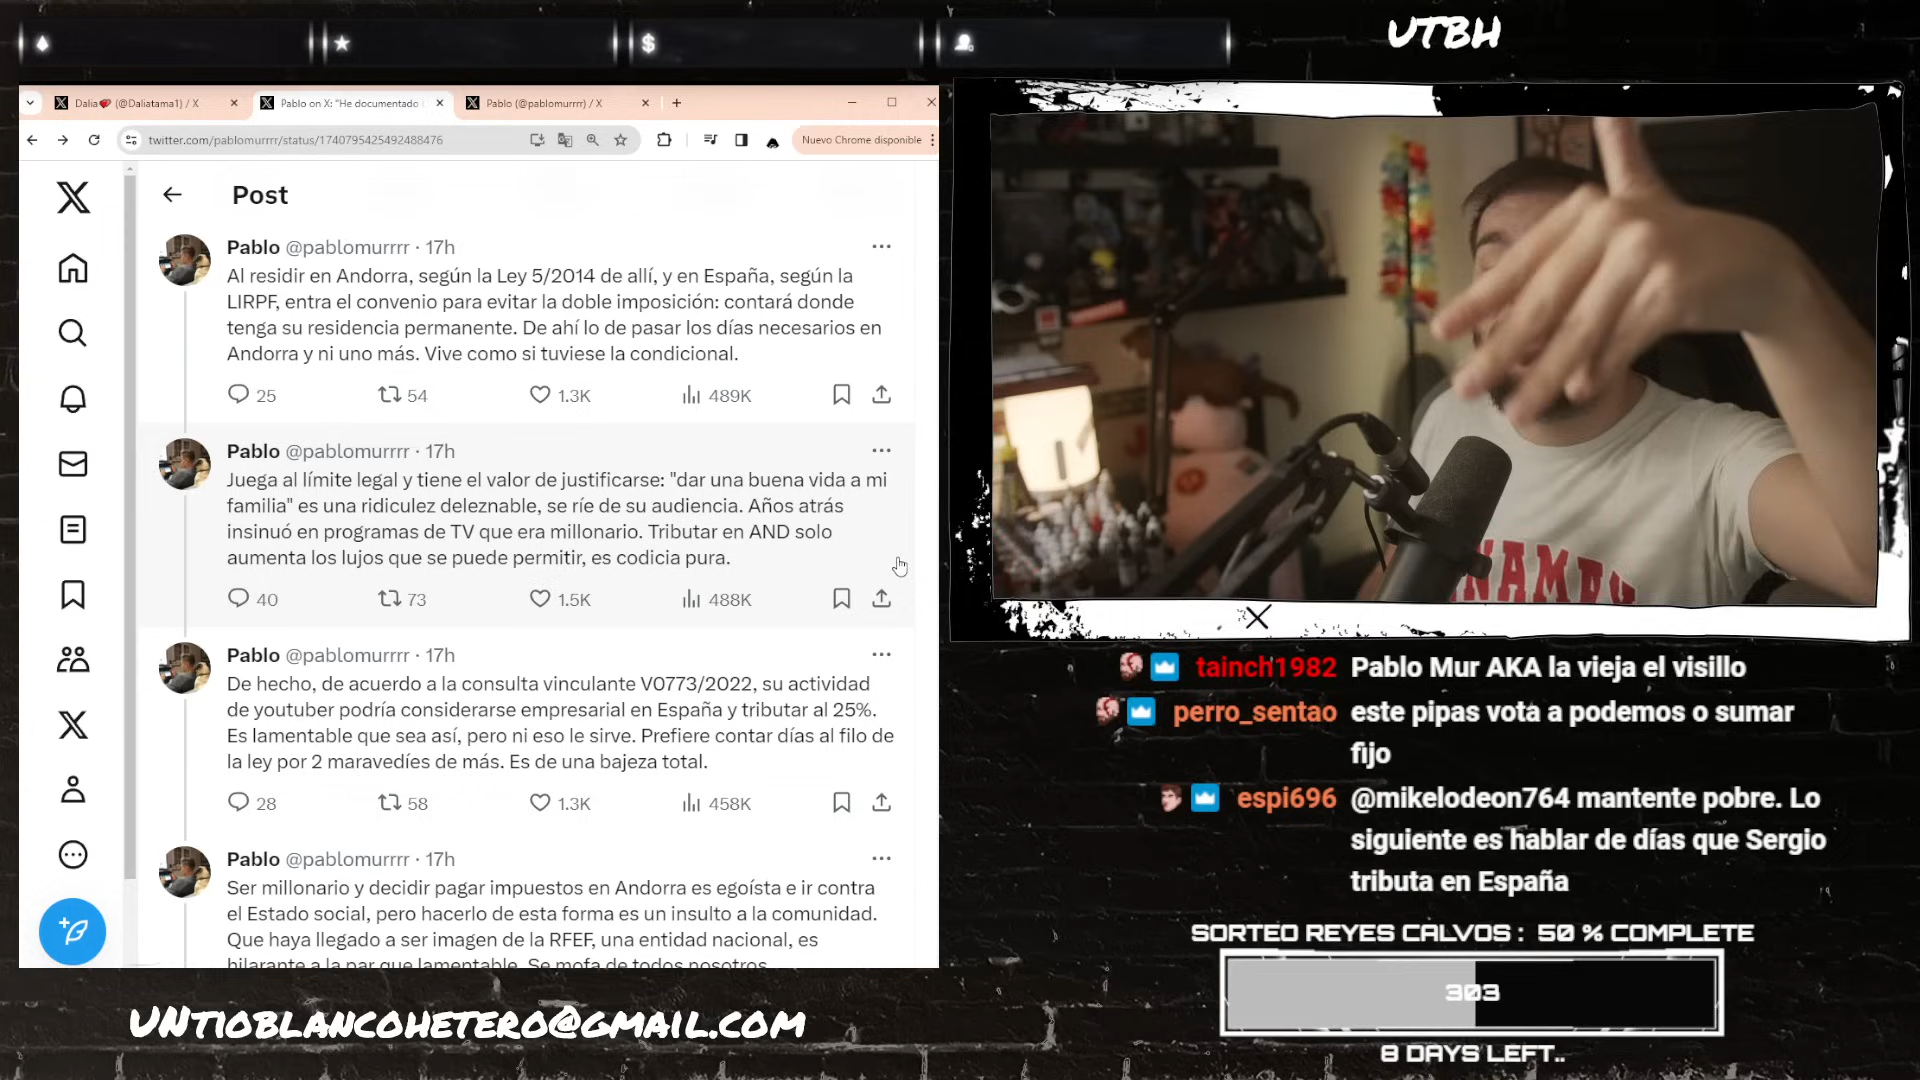 UTBH
Dalia (@Daliatama1) / X
Pablo on X: "He documentado
Pablo (@pablomurrrr) / X
twitter.com/pablomurrrr/status/1740795425492488476
Nuevo Chrome disponible
Post
Pablo @pablomurrrr · 17h
Al residir en Andorra, según la Ley 5/2014 de allí, y en España, según la
LIRPF, entra el convenio para evitar la doble imposición: contará donde
tenga su residencia permanente. De ahí lo de pasar los días necesarios en
Andorra y ni uno más. Vive como si tuviese la condicional.
25 54 1.3K 489K
Pablo @pablomurrrr · 17h
Juega al límite legal y tiene el valor de justificarse: "dar una buena vida a mi
familia" es una ridiculez deleznable, se ríe de su audiencia. Años atrás
insinuó en programas de TV que era millonario. Tributar en AND solo
aumenta los lujos que se puede permitir, es codicia pura.
40 73 1.5K 488K
Pablo @pablomurrrr · 17h
De hecho, de acuerdo a la consulta vinculante V0773/2022, su actividad
de youtuber podría considerarse empresarial en España y tributar al 25%.
Es lamentable que sea así, pero ni eso le sirve. Prefiere contar días al filo de
la ley por 2 maravedíes de más. Es de una bajeza total.
28 58 1.3K 458K
Pablo @pablomurrrr · 17h
Ser millonario y decidir pagar impuestos en Andorra es egoísta e ir contra
el Estado social, pero hacerlo de esta forma es un insulto a la comunidad.
Que haya llegado a ser imagen de la RFEF, una entidad nacional, es
hilarante a la par que lamentable. Se mofa de todos nosotros.
tainch1982 Pablo Mur AKA la vieja el visillo
perro_sentao este pipas vota a podemos o sumar
fijo
espi696 @mikelodeon764 mantente pobre. Lo
siguiente es hablar de días que Sergio
tributa en España
SORTEO REYES CALVOS : 50 % COMPLETE
303
8 DAYS LEFT..
UNTIOBLANCOHETERO@GMAIL.COM